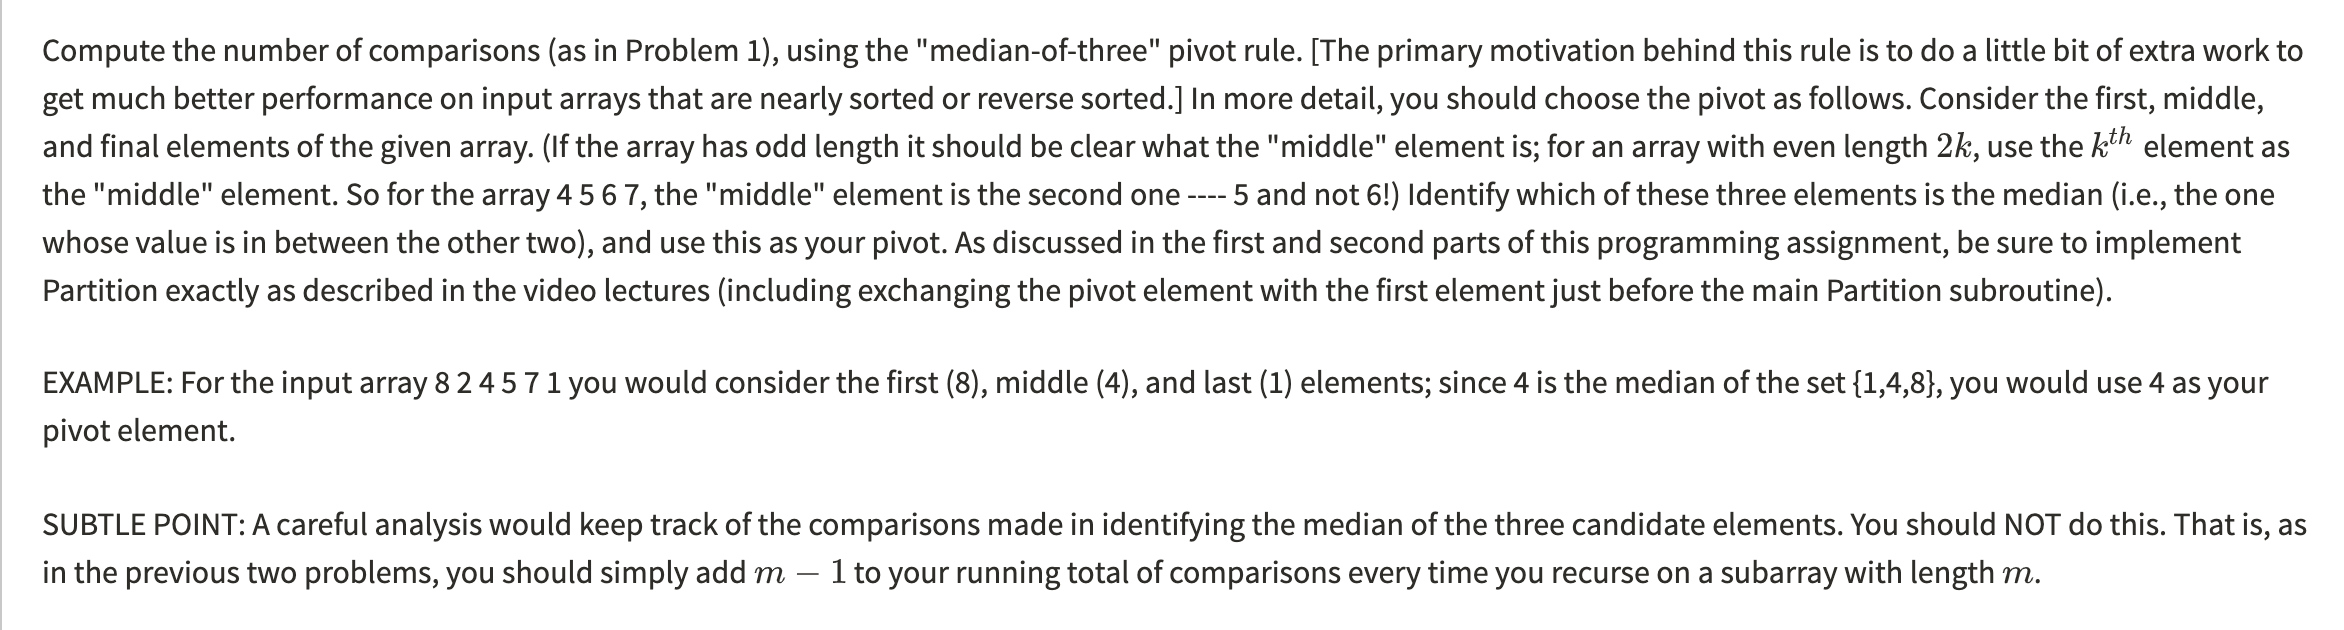 Compute the number of comparisons (as in Problem 1), using the "median-of-three" pivot rule. [The primary motivation behind this rule is to do a little bit of extra work to
get much better performance on input arrays that are nearly sorted or reverse sorted.] In more detail, you should choose the pivot as follows. Consider the first, middle,
and final elements of the given array. (If the array has odd length it should be clear what the "middle" element is; for an array with even length 2k, use the k^{th} element as
the "middle" element. So for the array 4 5 6 7, the "middle" element is the second one ---- 5 and not 6!) Identify which of these three elements is the median (i.e., the one
whose value is in between the other two), and use this as your pivot. As discussed in the first and second parts of this programming assignment, be sure to implement
Partition exactly as described in the video lectures (including exchanging the pivot element with the first element just before the main Partition subroutine).
EXAMPLE: For the input array 8 2 4 5 7 1 you would consider the first (8), middle (4), and last (1) elements; since 4 is the median of the set {1,4,8}, you would use 4 as your
pivot element.
SUBTLE POINT: A careful analysis would keep track of the comparisons made in identifying the median of the three candidate elements. You should NOT do this. That is, as
in the previous two problems, you should simply add m − 1 to your running total of comparisons every time you recurse on a subarray with length m.